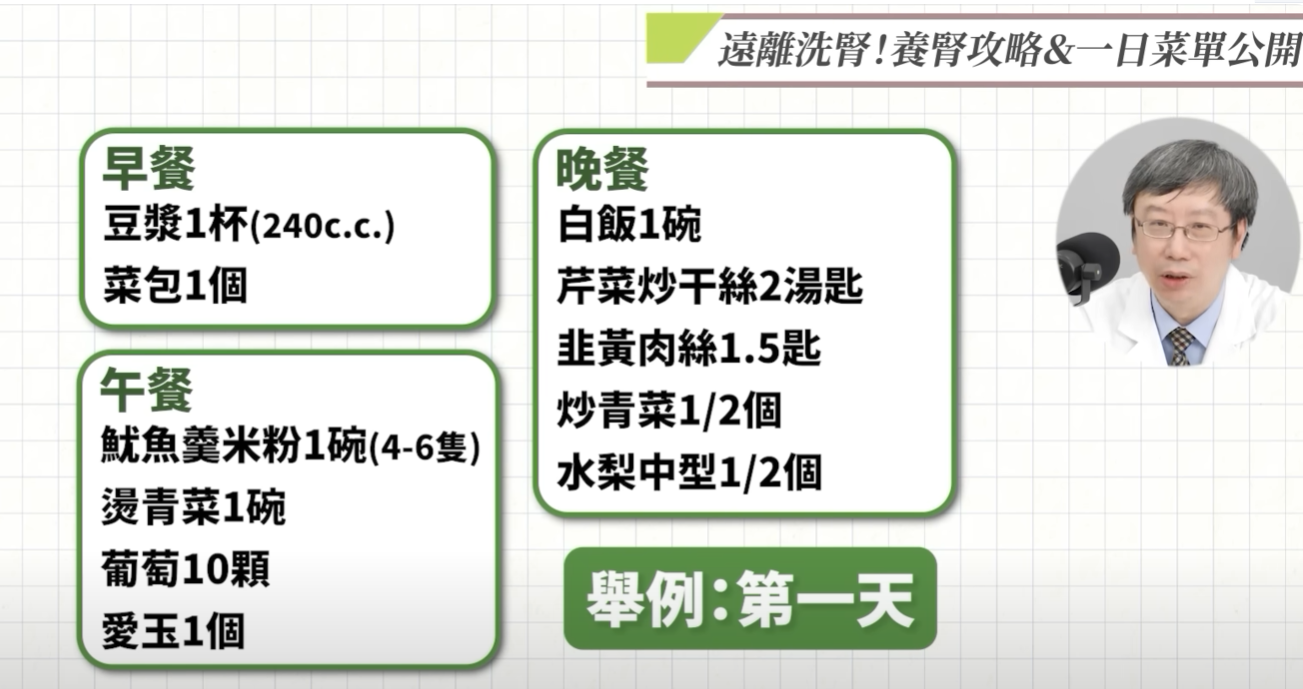 遠離洗腎!養腎攻略&一日菜單公開
早餐
豆漿1杯(240c.c.)
菜包1個
午餐
魷魚羹米粉1碗(4-6隻)
燙青菜1碗
葡萄10顆
愛玉1個
晚餐
白飯1碗
芹菜炒干絲2湯匙
韭黃肉絲1.5匙
炒青菜1/2個
水梨中型1/2個
舉例:第一天